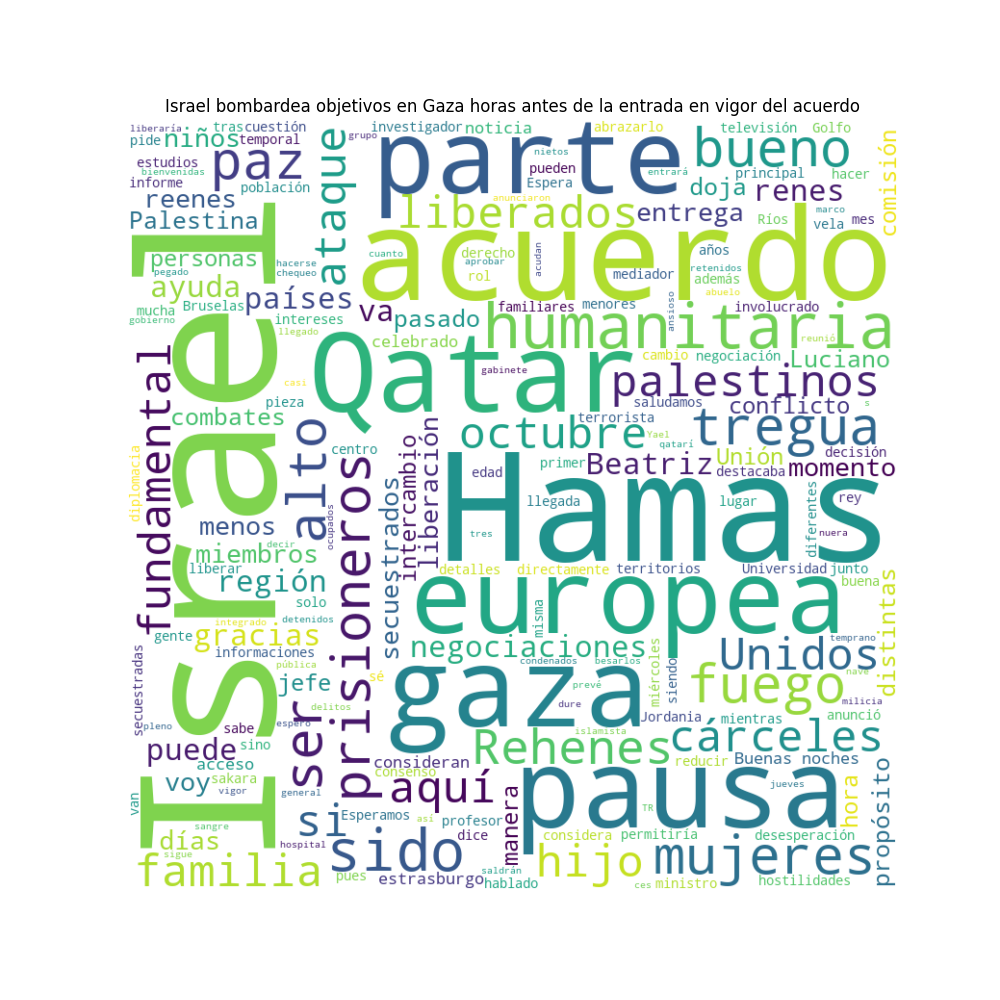 Israel bombardea objetivos en Gaza horas antes de la entrada en vigor del acuerdo
liberaría tras cuestión grupo investigador noticia abrazarlo televisión Golfo
pide niños temporal paz ataque parte nietos pueden entrará bueno principal hacer comisión
estudios bienvenidas Espera doja renes
informe población anunciaron marco
reenes liberados entrega Ríos vela mes
Palestina acuerdo
personas hacerse cuanto derecho aprobar acudan años
pegado chequeo rol mediador retenidos además
ayuda países va familiares menores ansioso abuelo involucrado
mucha Bruselas intereses pasado humanitaria
gobierno llegado celebrado reunió
Israel Qatar cambio negociación Luciano
fundamental casi gabinete palestinos
pieza saludamos conflicto s
combates alto terrorista
octubre Yael tregua
centro liberación qatarí Unión decisión
intercambio primer Beatriz destacaba momento
diplomacia edad Hamas diferentes rey
menos ocupados prisioneros secuestrados llegada lugar
decir tres nuera
miembros detalles directamente territorios Universidad junto
liberar región europea buena distintas
solo misma
integrado detenidos
gente gracias negociaciones Unidos temprano
informaciones condenados besarlos miércoles siendo
secuestradas pública gaza nave
jefe sé prevé fuego
delitos dure milicia
pleno ser espero Jordania mientras anunció
sabe islamista
puede sino Rehenes cárceles
acceso consideran reducir Buenas noches
voy sakara consenso
van vigor general aquí pausa jueves hora propósito
manera TR
sangre si Esperamos así profesor
días dice considera permitiría desesperación
sigue hospital sido hijo mujeres
familia pues saldrán
estrasburgo hablado ces ministro hostilidades